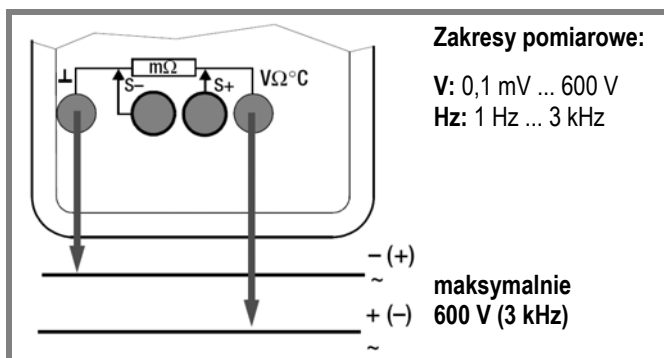 Zakresy pomiarowe:
mΩ
⊥
S−
S+
VΩ°C
V: 0,1 mV ... 600 V
Hz: 1 Hz ... 3 kHz
− (+)
~
maksymalnie
+ (−)
600 V (3 kHz)
~